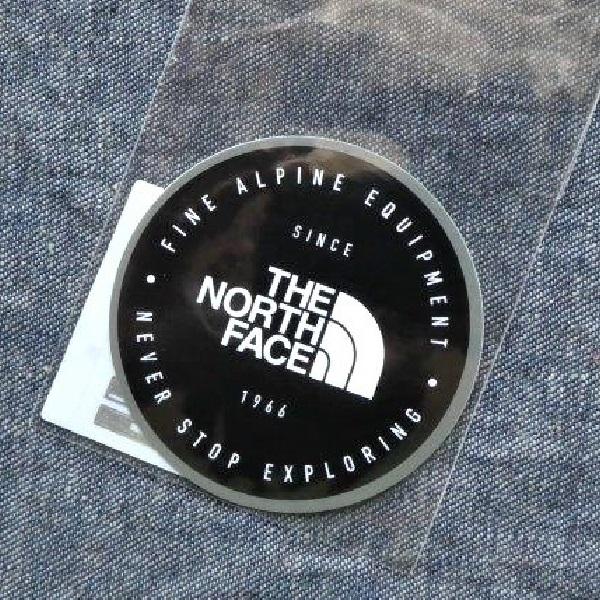 FINE ALPINE EQUIPMENT
SINCE
THE
NORTH
FACE
1966
NEVER STOP EXPLORING